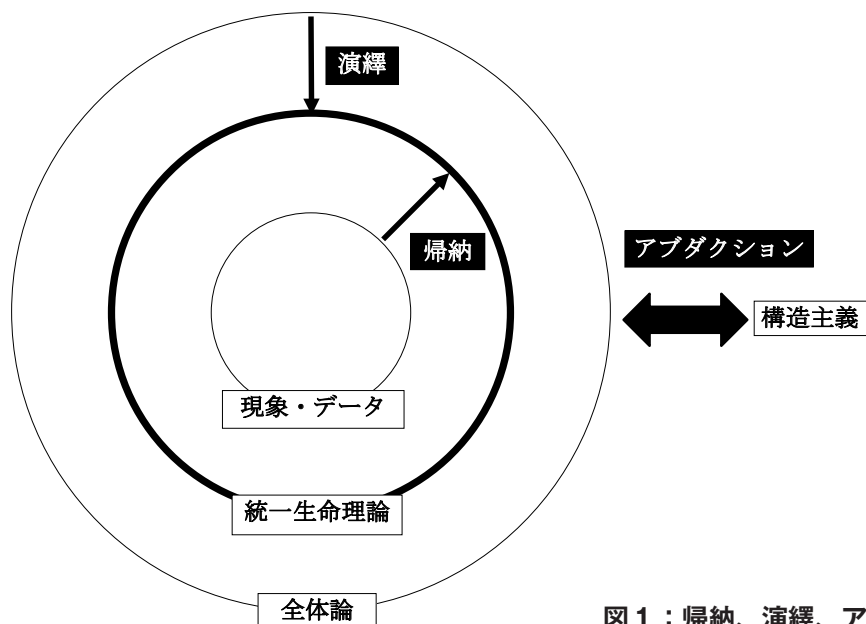 演繹
帰納
アブダクション
構造主義
現象・データ
統一生命理論
全体論
図1：帰納、演繹、ア